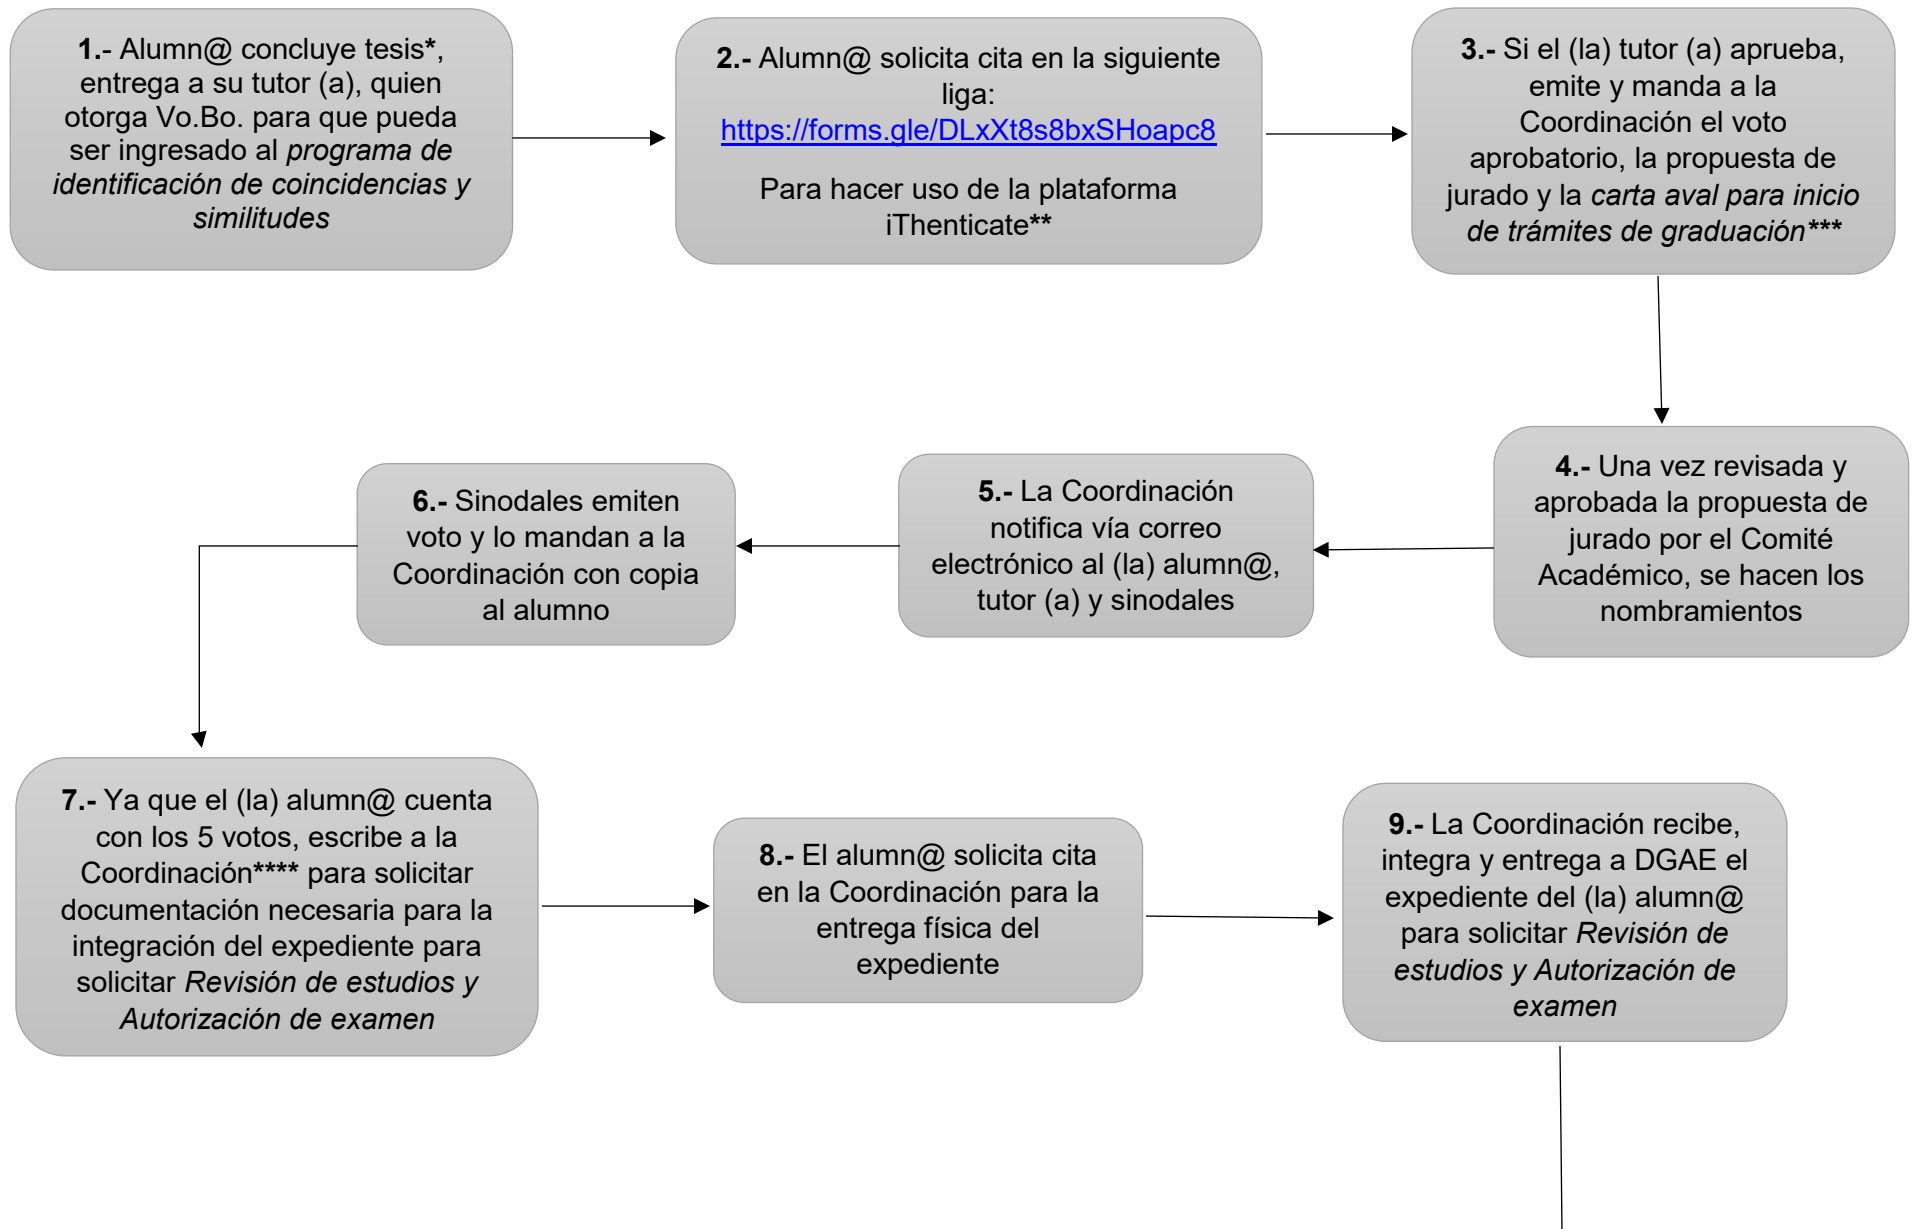 1.- Alumn@ concluye tesis*,
entrega a su tutor (a), quien
otorga Vo.Bo. para que pueda
ser ingresado al programa de
identificación de coincidencias y
similitudes
2.- Alumn@ solicita cita en la siguiente
liga:
https://forms.gle/DLxXt8s8bxSHoapc8
Para hacer uso de la plataforma
iThenticate**
3.- Si el (la) tutor (a) aprueba,
emite y manda a la
Coordinación el voto
aprobatorio, la propuesta de
jurado y la carta aval para inicio
de trámites de graduación***
4.- Una vez revisada y
aprobada la propuesta de
jurado por el Comité
Académico, se hacen los
nombramientos
5.- La Coordinación
notifica vía correo
electrónico al (la) alumn@,
tutor (a) y sinodales
6.- Sinodales emiten
voto y lo mandan a la
Coordinación con copia
al alumno
7.- Ya que el (la) alumn@ cuenta
con los 5 votos, escribe a la
Coordinación**** para solicitar
documentación necesaria para la
integración del expediente para
solicitar Revisión de estudios y
Autorización de examen
8.- El alumn@ solicita cita
en la Coordinación para la
entrega física del
expediente
9.- La Coordinación recibe,
integra y entrega a DGAE el
expediente del (la) alumn@
para solicitar Revisión de
estudios y Autorización de
examen